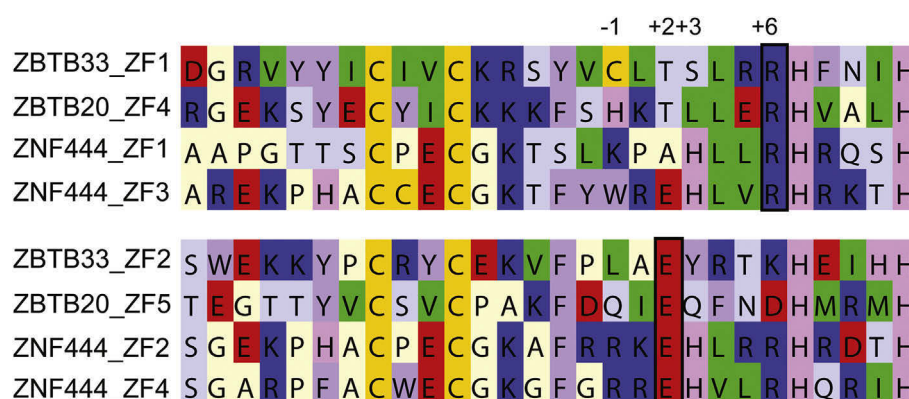 -1 +2+3 +6
ZBTB33_ZF1 D G R V Y Y I C I V C K R S Y V C L T S L R R H F N I H
ZBTB20_ZF4 R G E K S Y E C Y I C K K K F S H K T L L E R H V A L H
ZNF444_ZF1 A A P G T T S C P E C G K T S L K P A H L L R H R Q S H
ZNF444_ZF3 A R E K P H A C C E C G K T F Y W R E H L V R H R K T H
ZBTB33_ZF2 S W E K K Y P C R Y C E K V F P L A E Y R T K H E I H H
ZBTB20_ZF5 T E G T T Y V C S V C P A K F D Q I E Q F N D H M R M H
ZNF444_ZF2 S G E K P H A C P E C G K A F R R K E H L R R H R D T H
ZNF444_ZF4 S G A R P F A C W E C G K G F G R R E H V L R H Q R I H